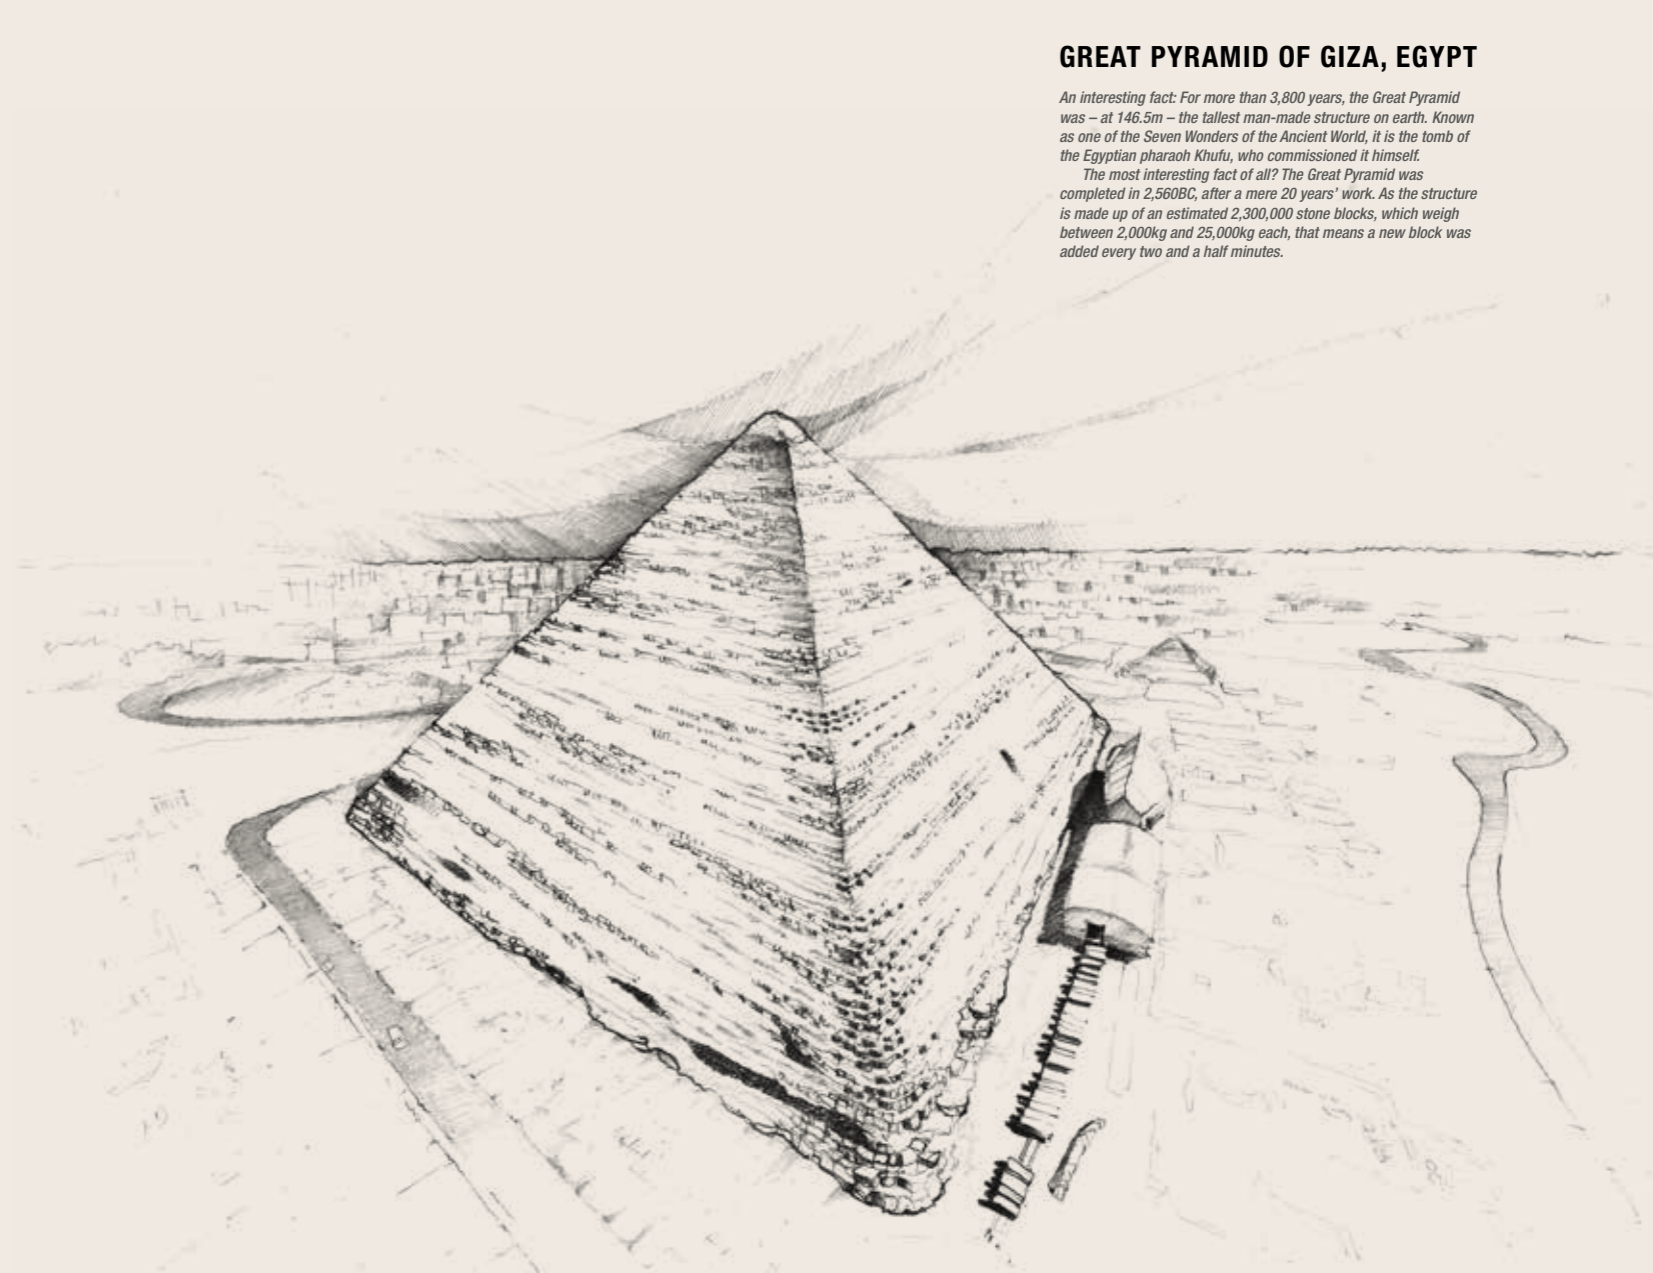 GREAT PYRAMID OF GIZA, EGYPT
An interesting fact: For more than 3,800 years, the Great Pyramid
was – at 146.5m – the tallest man-made structure on earth. Known
as one of the Seven Wonders of the Ancient World, it is the tomb of
the Egyptian pharaoh Khufu, who commissioned it himself.
The most interesting fact of all? The Great Pyramid was
completed in 2,560BC, after a mere 20 years’ work. As the structure
is made up of an estimated 2,300,000 stone blocks, which weigh
between 2,000kg and 25,000kg each, that means a new block was
added every two and a half minutes.